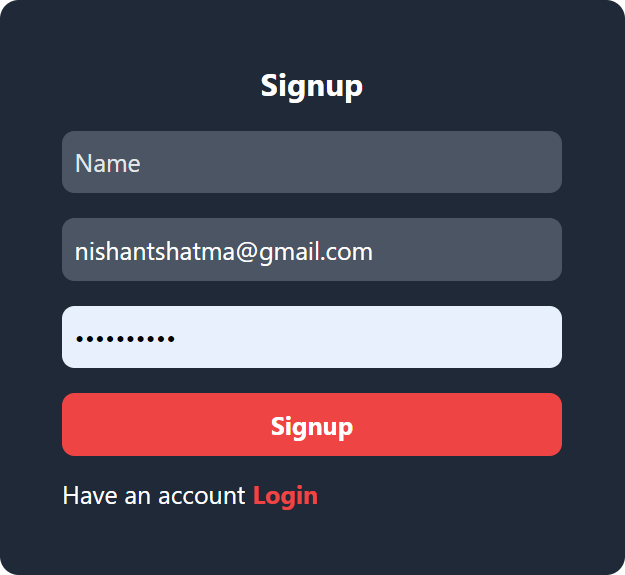 Signup
Name
nishantshatma@gmail.com
••••••••••
Signup
Have an account Login